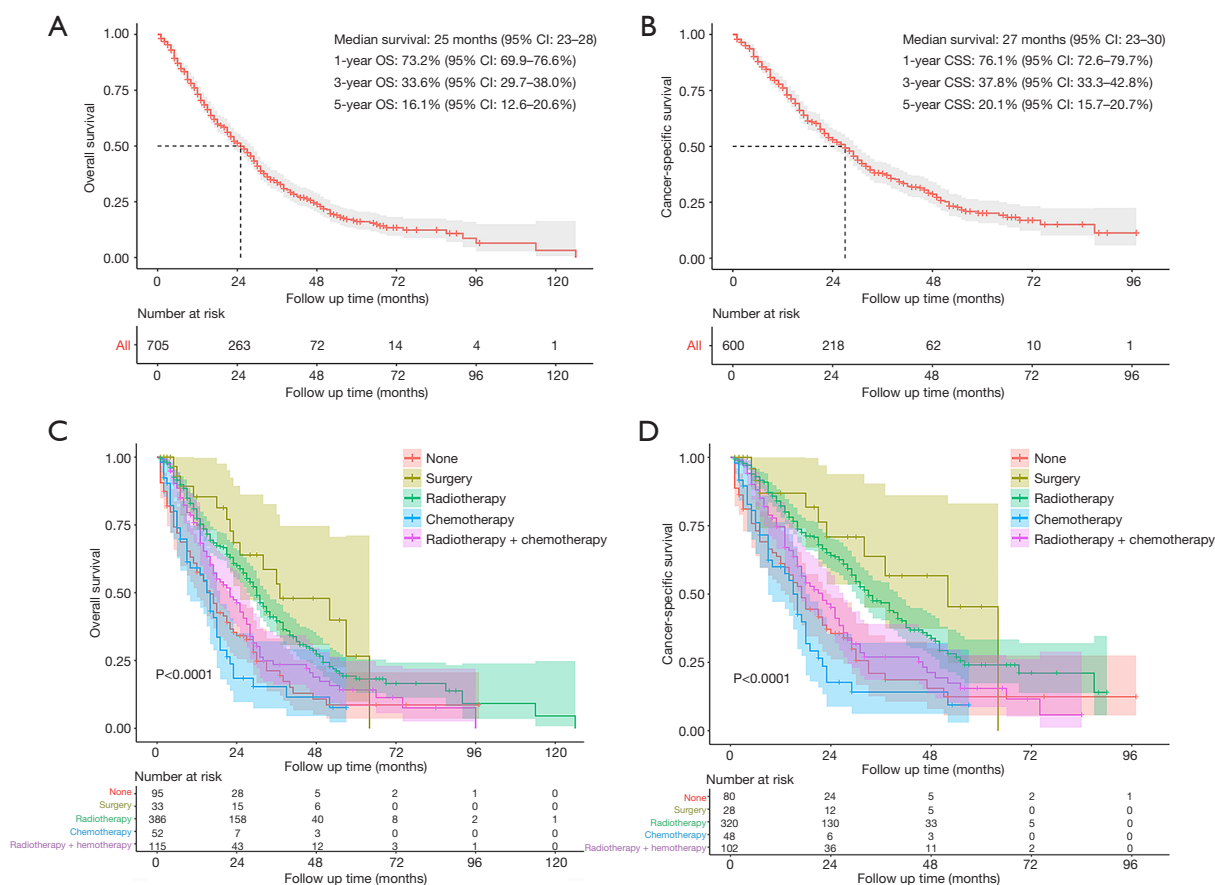 A
1.00
0.75
0.50
0.25
0.00
Overall survival
Median survival: 25 months (95% CI: 23–28)
1-year OS: 73.2% (95% CI: 69.9–76.6%)
3-year OS: 33.6% (95% CI: 29.7–38.0%)
5-year OS: 16.1% (95% CI: 12.6–20.6%)
0 24 48 72 96 120
Follow up time (months)
Number at risk
All 705 263 72 14 4 1
0 24 48 72 96 120
Follow up time (months)
B
1.00
0.75
0.50
0.25
0.00
Cancer-specific survival
Median survival: 27 months (95% CI: 23–30)
1-year CSS: 76.1% (95% CI: 72.6–79.7%)
3-year CSS: 37.8% (95% CI: 33.3–42.8%)
5-year CSS: 20.1% (95% CI: 15.7–20.7%)
0 24 48 72 96
Follow up time (months)
Number at risk
All 600 218 62 10 1
0 24 48 72 96
Follow up time (months)
C
1.00
0.75
0.50
0.25
0.00
Overall survival
None
Surgery
Radiotherapy
Chemotherapy
Radiotherapy + chemotherapy
P<0.0001
0 24 48 72 96 120
Follow up time (months)
Number at risk
None 95 28 5 2 1 0
Surgery 33 15 6 0 0 0
Radiotherapy 386 158 40 8 2 1
Chemotherapy 52 7 3 0 0 0
Radiotherapy + hemotherapy 115 43 12 3 1 0
0 24 48 72 96 120
Follow up time (months)
D
1.00
0.75
0.50
0.25
0.00
Cancer-specific survival
None
Surgery
Radiotherapy
Chemotherapy
Radiotherapy + chemotherapy
P<0.0001
0 24 48 72 96
Follow up time (months)
Number at risk
None 80 24 5 2 1
Surgery 28 12 5 0 0
Radiotherapy 320 130 33 5 0
Chemotherapy 48 6 3 0 0
Radiotherapy + hemotherapy 102 36 11 2 0
0 24 48 72 96
Follow up time (months)